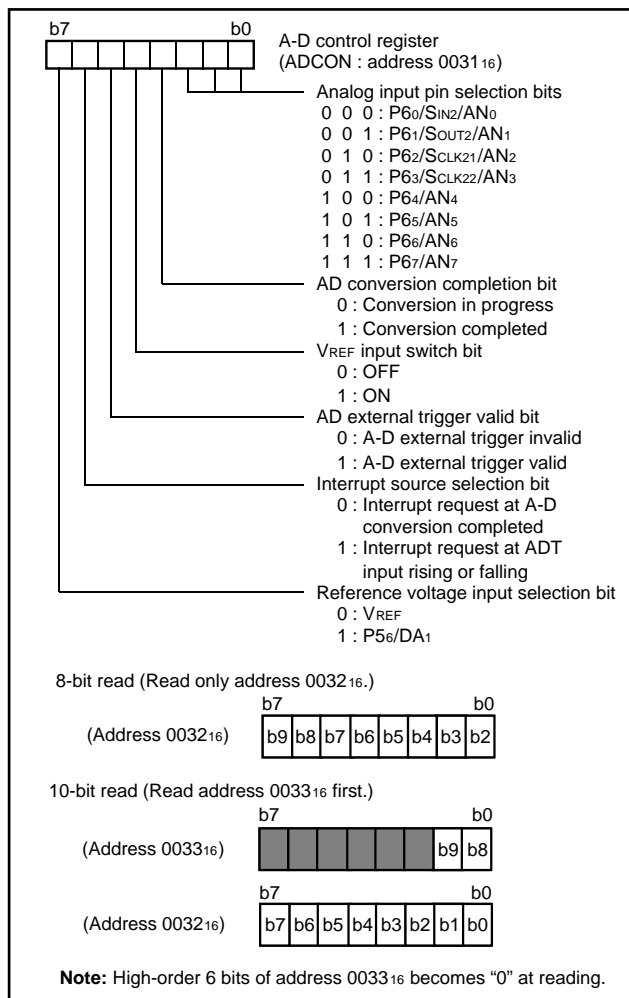 b7 b0
A-D control register
(ADCON : address 0031₁₆)
Analog input pin selection bits
0 0 0 : P6₀/SIN2/AN₀
0 0 1 : P6₁/SOUT2/AN₁
0 1 0 : P6₂/SCLK21/AN₂
0 1 1 : P6₃/SCLK22/AN₃
1 0 0 : P6₄/AN₄
1 0 1 : P6₅/AN₅
1 1 0 : P6₆/AN₆
1 1 1 : P6₇/AN₇
AD conversion completion bit
0 : Conversion in progress
1 : Conversion completed
VREF input switch bit
0 : OFF
1 : ON
AD external trigger valid bit
0 : A-D external trigger invalid
1 : A-D external trigger valid
Interrupt source selection bit
0 : Interrupt request at A-D
conversion completed
1 : Interrupt request at ADT
input rising or falling
Reference voltage input selection bit
0 : VREF
1 : P5₆/DA₁
8-bit read (Read only address 0032₁₆.)
b7 b0
(Address 0032₁₆) b9 b8 b7 b6 b5 b4 b3 b2
10-bit read (Read address 0033₁₆ first.)
b7 b0
(Address 0033₁₆) b9 b8
b7 b0
(Address 0032₁₆) b7 b6 b5 b4 b3 b2 b1 b0
Note: High-order 6 bits of address 0033₁₆ becomes “0” at reading.